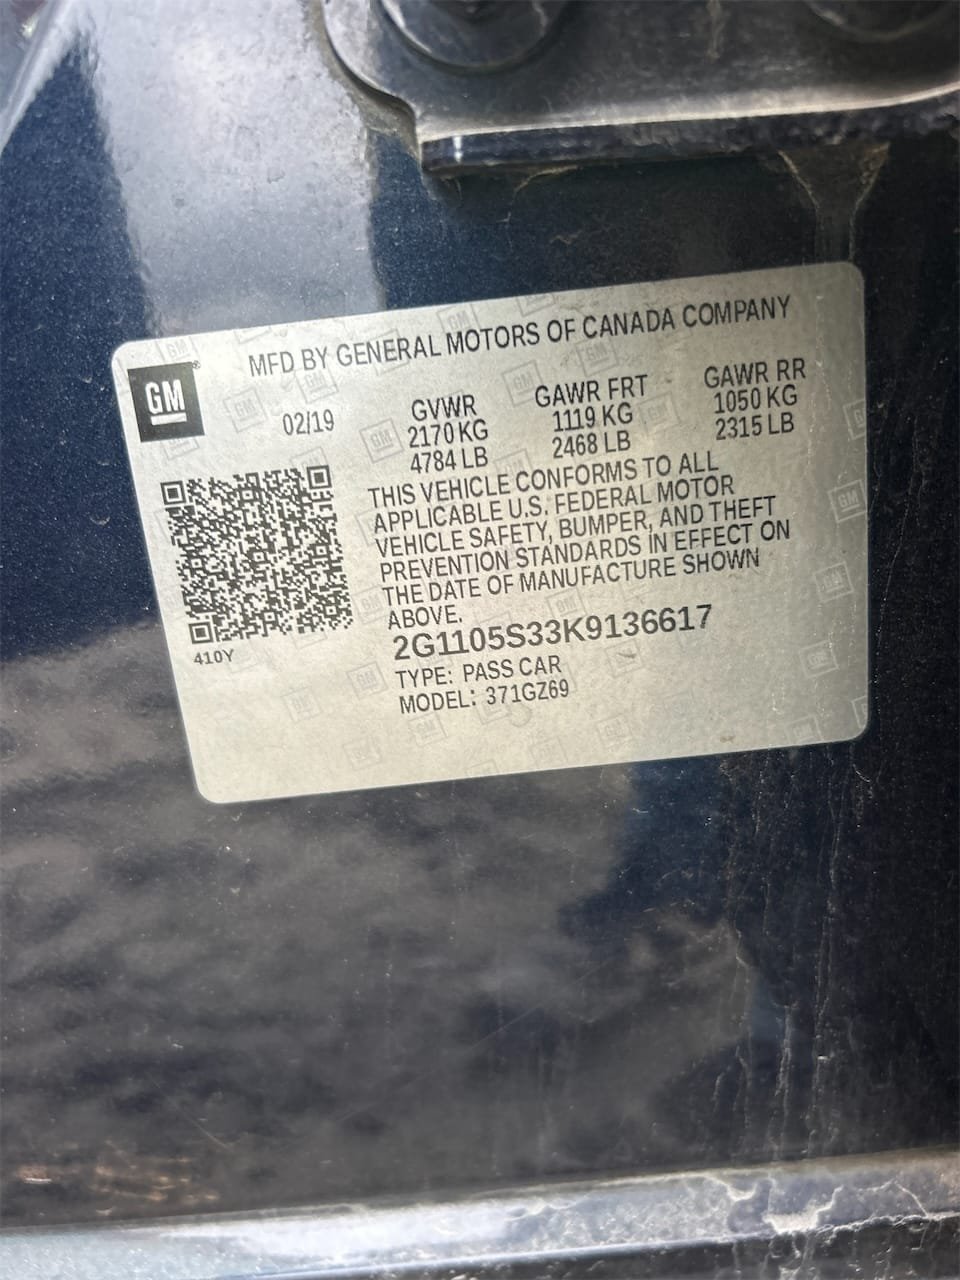 MFD BY GENERAL MOTORS OF CANADA COMPANY
GM
02/19
GVWR
2170 KG
4784 LB
GAWR FRT
1119 KG
2468 LB
GAWR RR
1050 KG
2315 LB
THIS VEHICLE CONFORMS TO ALL
APPLICABLE U.S. FEDERAL MOTOR
VEHICLE SAFETY, BUMPER, AND THEFT
PREVENTION STANDARDS IN EFFECT ON
THE DATE OF MANUFACTURE SHOWN
ABOVE.
410Y
2G1105S33K9136617
TYPE: PASS CAR
MODEL: 371GZ69